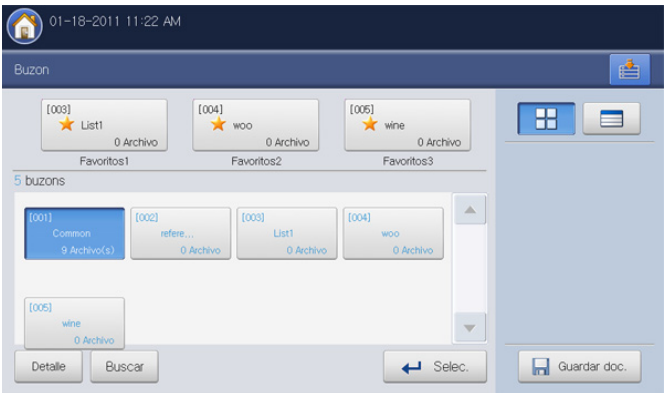 01-18-2011 11:22 AM
Buzon
[003]
List1
0 Archivo
Favoritos1
[004]
woo
0 Archivo
Favoritos2
[005]
wine
0 Archivo
Favoritos3
5 buzons
[001]
Common
9 Archivo(s)
[002]
refere...
0 Archivo
[003]
List1
0 Archivo
[004]
woo
0 Archivo
[005]
wine
0 Archivo
Detalle
Buscar
Selec.
Guardar doc.